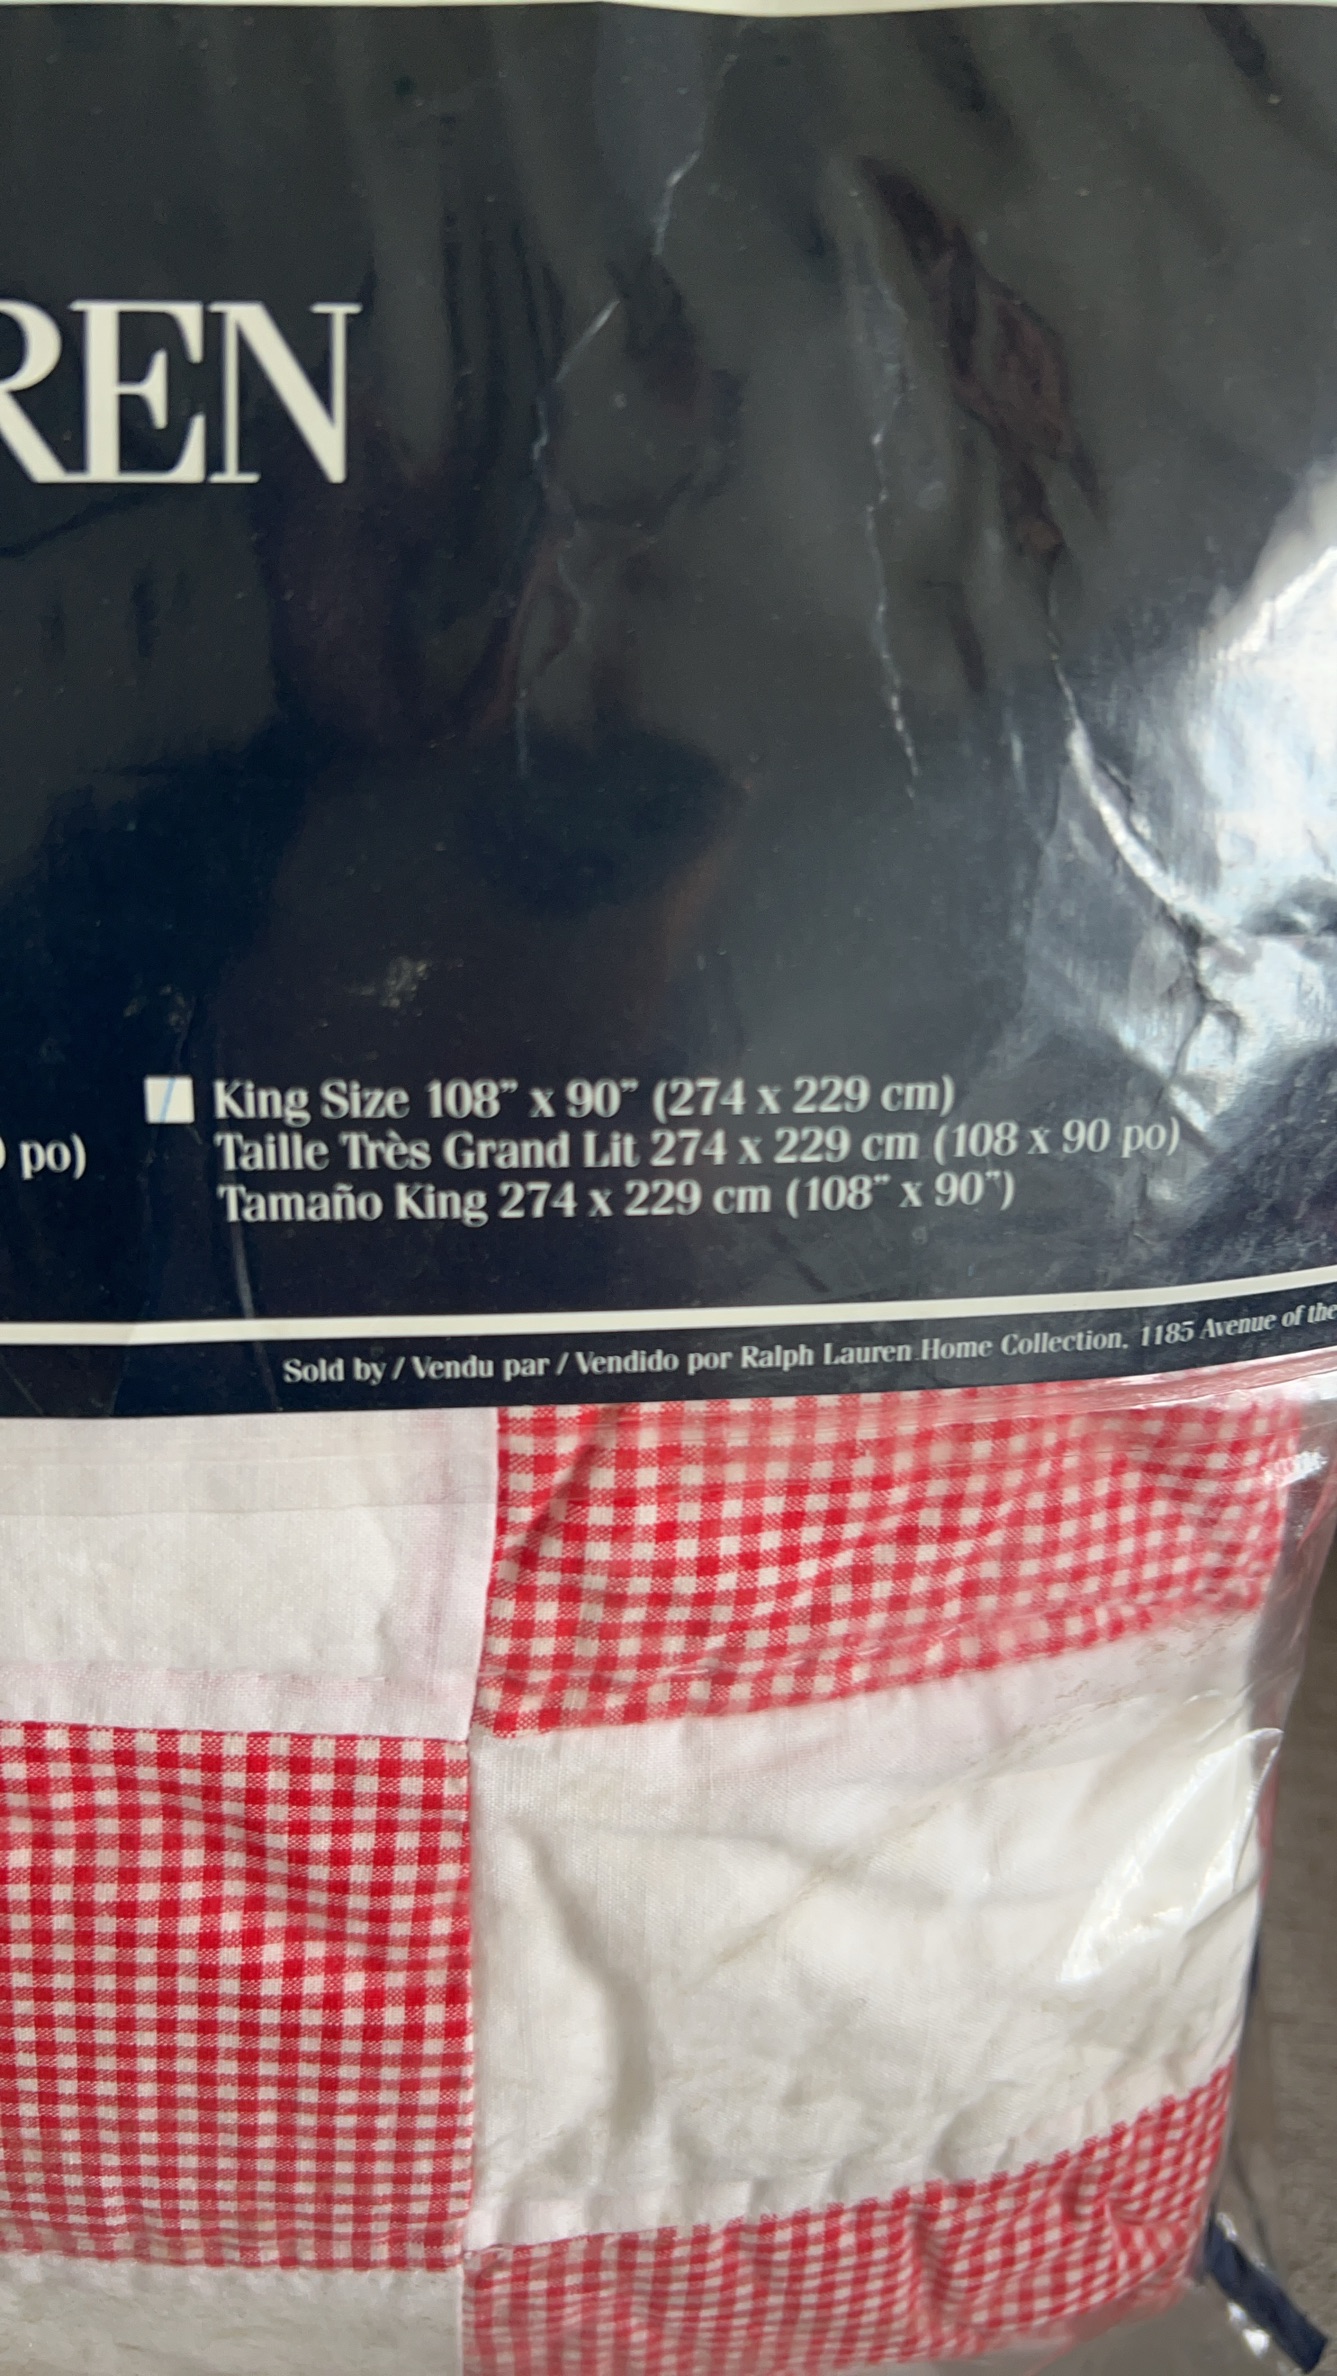 REN
King Size 108” x 90” (274 x 229 cm)
po) Taille Très Grand Lit 274 x 229 cm (108 x 90 po)
Tamaño King 274 x 229 cm (108” x 90”)
Sold by / Vendu par / Vendido por Ralph Lauren Home Collection, 1185 Avenue of the